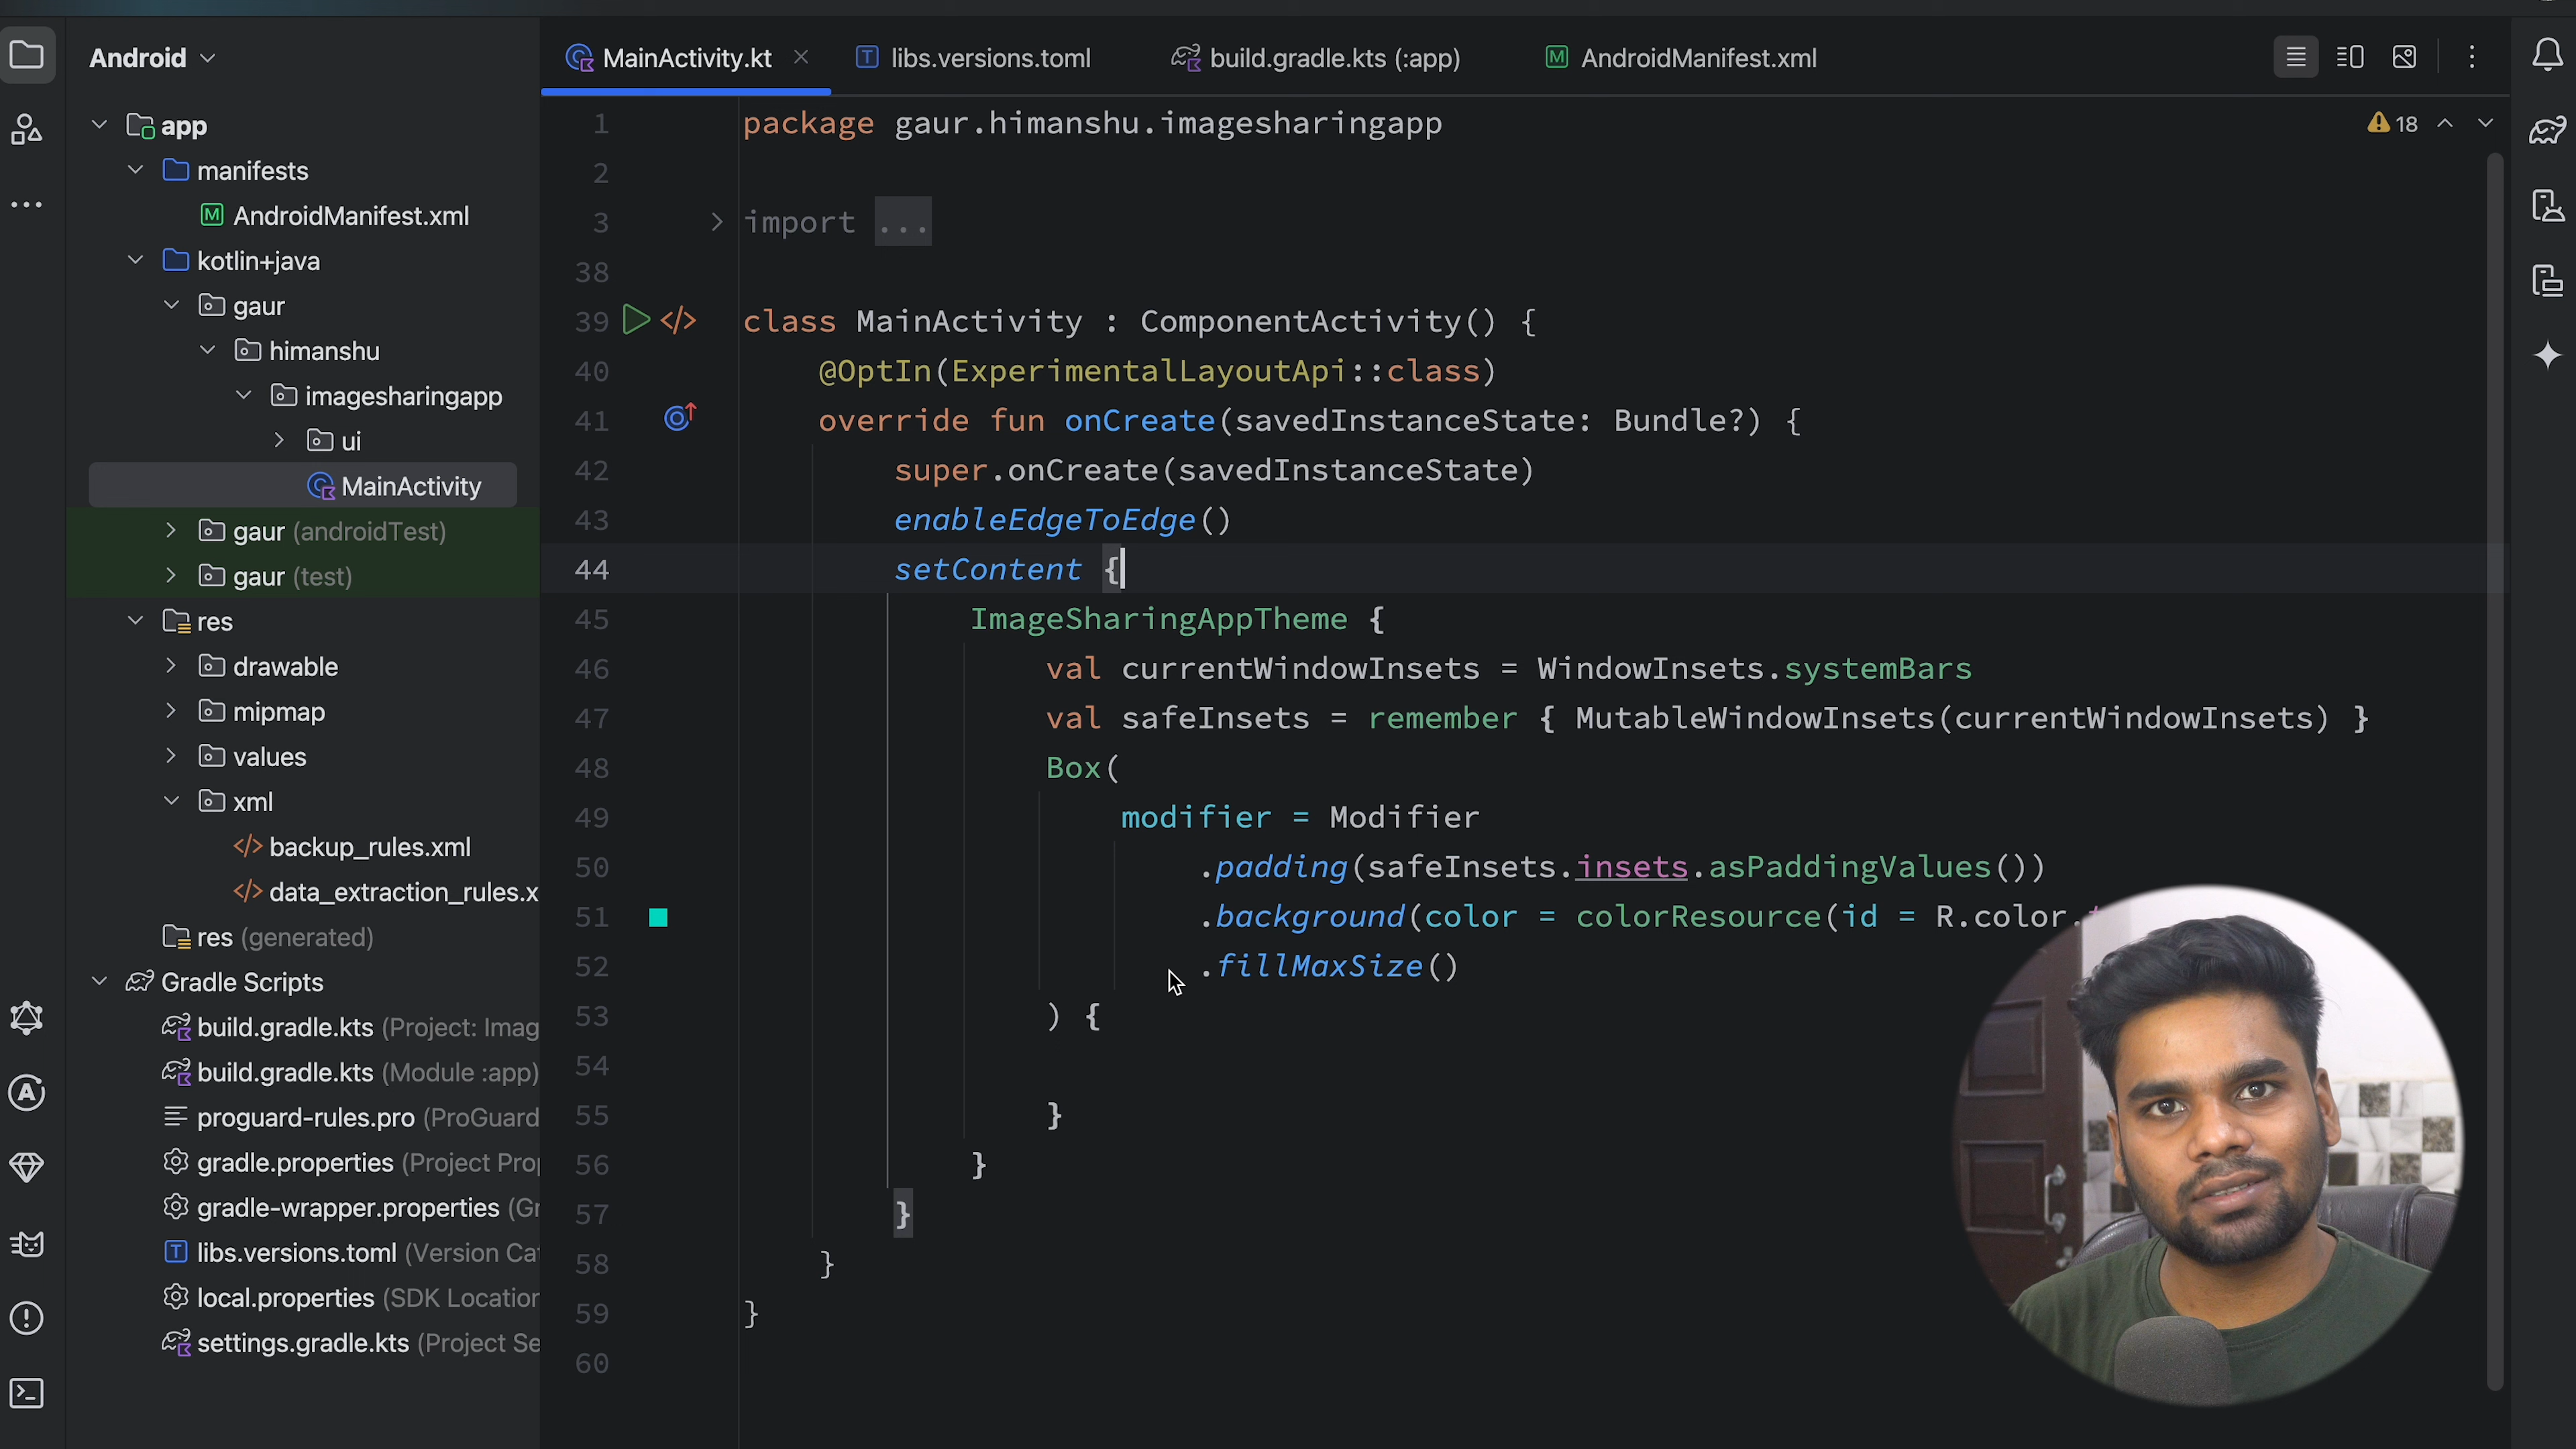 Android
MainActivity.kt
libs.versions.toml
build.gradle.kts (:app)
AndroidManifest.xml
app
manifests
AndroidManifest.xml
kotlin+java
gaur
himanshu
imagesharingapp
ui
MainActivity
gaur (androidTest)
gaur (test)
res
drawable
mipmap
values
xml
backup_rules.xml
data_extraction_rules.x
res (generated)
Gradle Scripts
build.gradle.kts (Project: Imag
build.gradle.kts (Module :app)
proguard-rules.pro (ProGuard
gradle.properties (Project Pro
gradle-wrapper.properties (Gr
libs.versions.toml (Version Ca
local.properties (SDK Location
settings.gradle.kts (Project Se
18
1 package gaur.himanshu.imagesharingapp
2
3 import ...
38
39 class MainActivity : ComponentActivity() {
40 @OptIn(ExperimentalLayoutApi::class)
41 override fun onCreate(savedInstanceState: Bundle?) {
42 super.onCreate(savedInstanceState)
43 enableEdgeToEdge()
44 setContent {
45 ImageSharingAppTheme {
46 val currentWindowInsets = WindowInsets.systemBars
47 val safeInsets = remember { MutableWindowInsets(currentWindowInsets) }
48 Box(
49 modifier = Modifier
50 .padding(safeInsets.insets.asPaddingValues())
51 .background(color = colorResource(id = R.color.
52 .fillMaxSize()
53 ) {
54
55 }
56 }
57 }
58 }
59 }
60